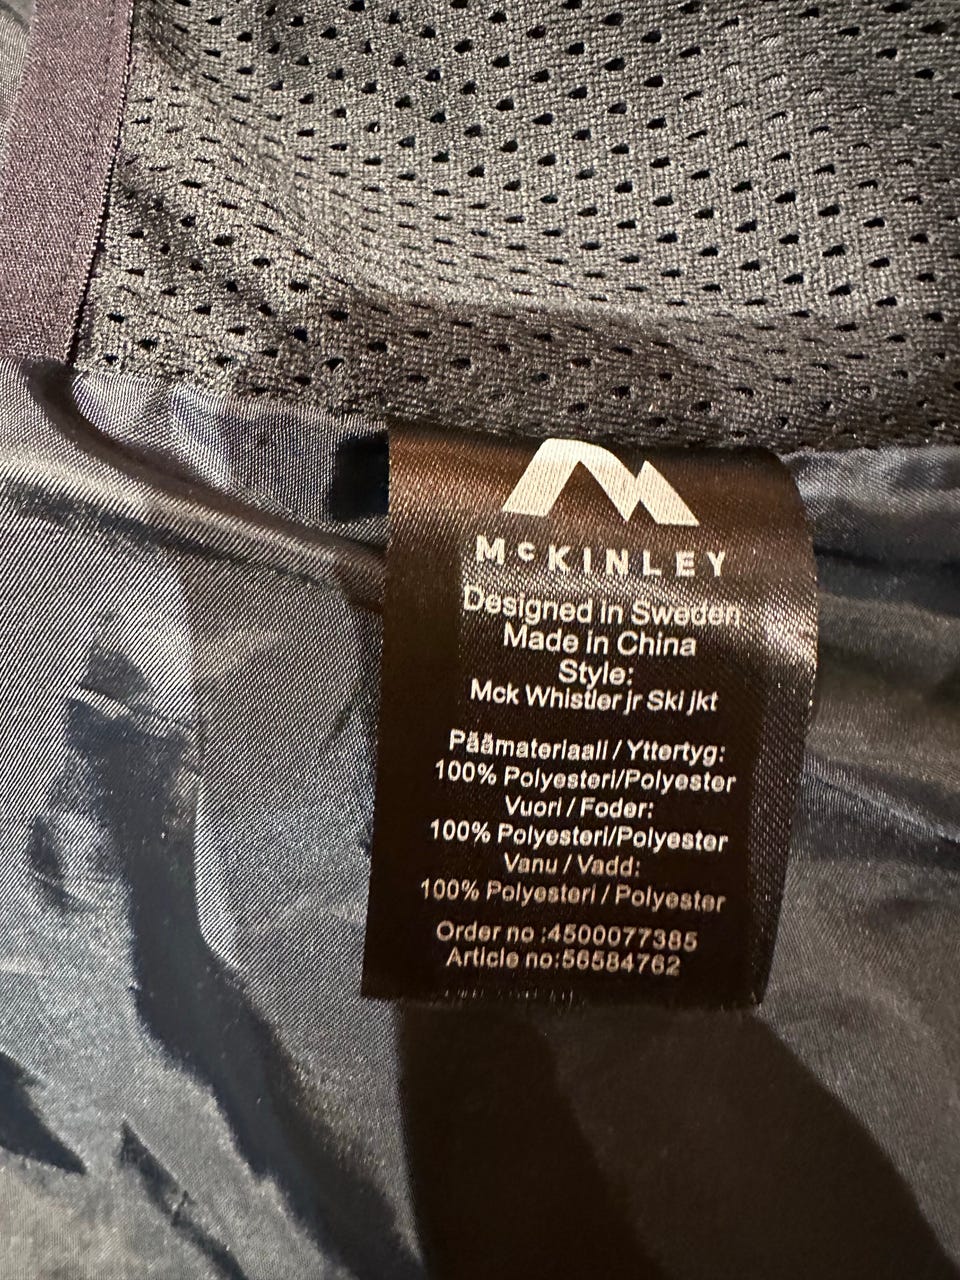 McKINLEY
Designed in Sweden
Made in China
Style:
Mck Whistler jr Ski jkt
Päämateriaali / Yttertyg:
100% Polyesteri/Polyester
Vuori / Foder:
100% Polyesteri/Polyester
Vanu / Vadd:
100% Polyesteri / Polyester
Order no :4500077385
Article no:56584762